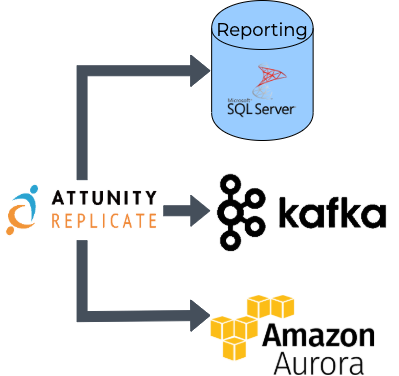 Reporting
Microsoft
SQL Server
ATTUNITY
REPLICATE
kafka
Amazon
Aurora